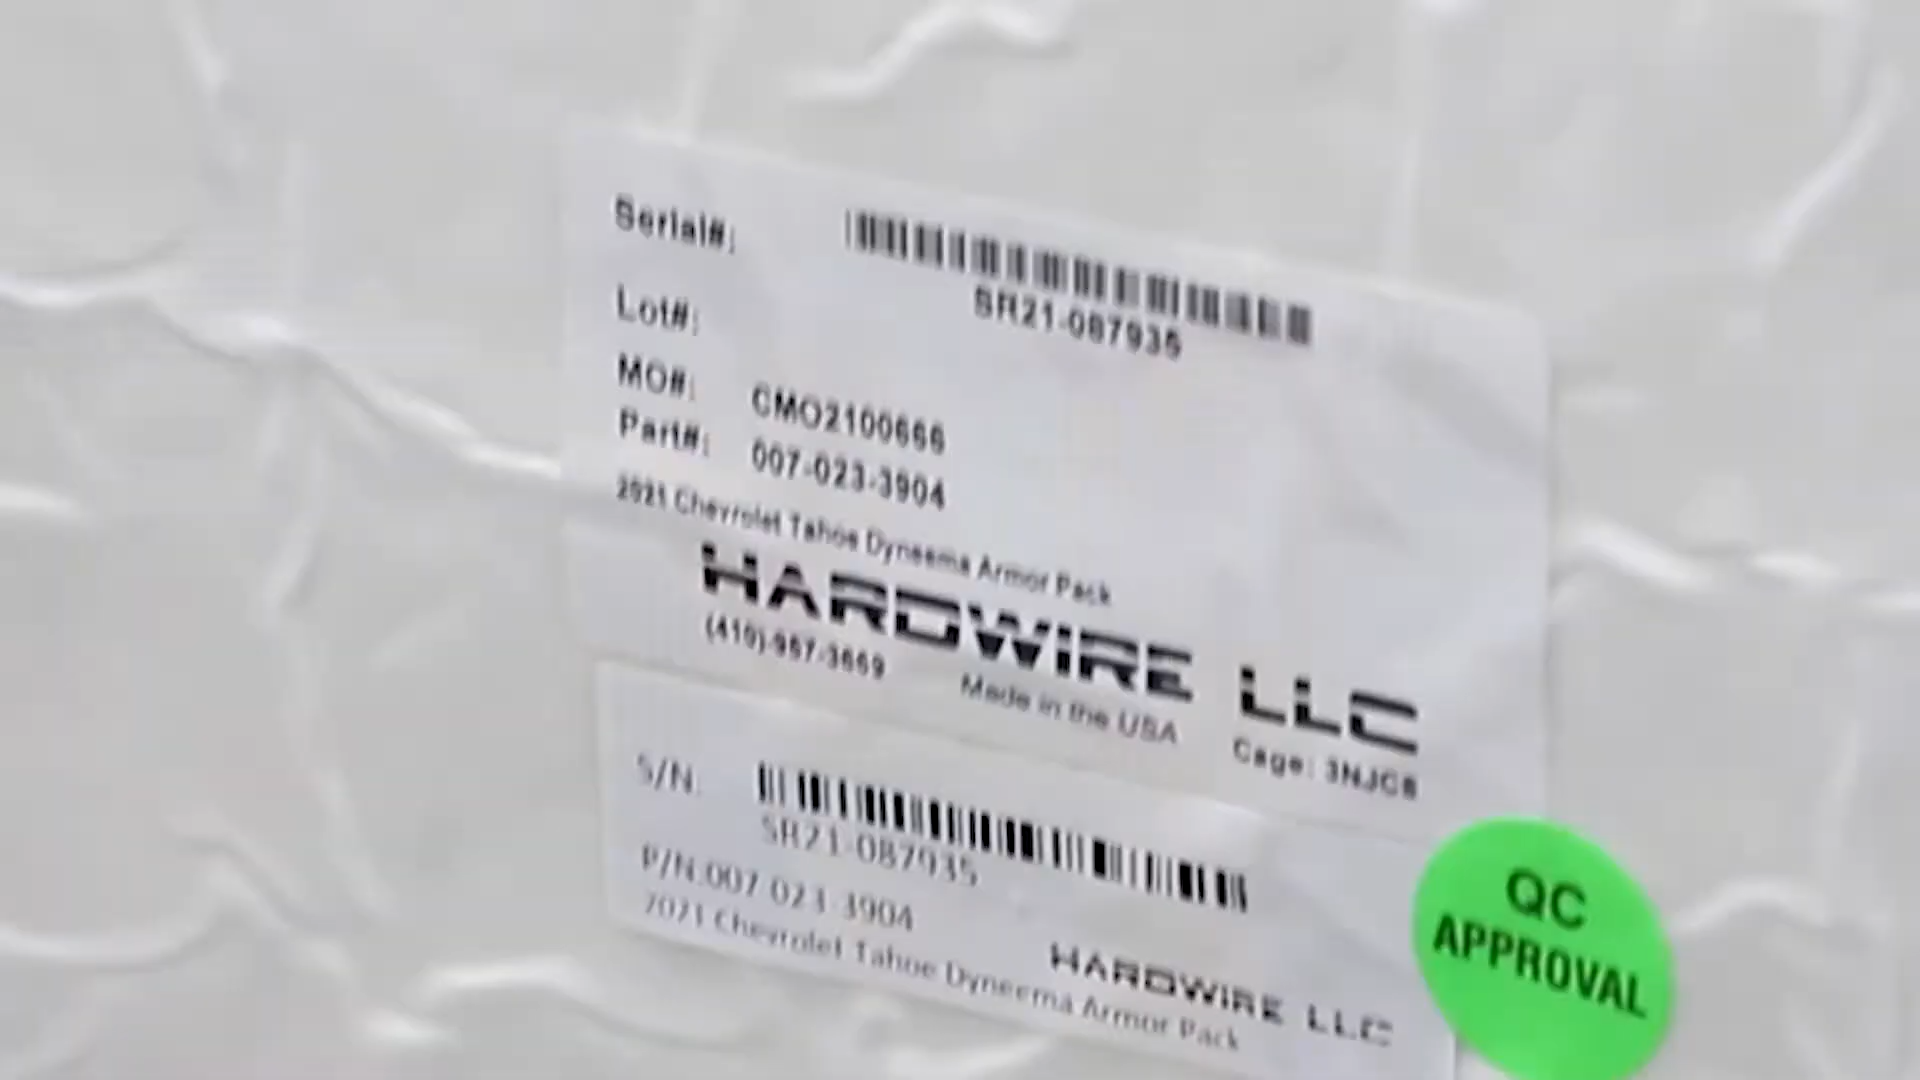 Serial#:
SR21-087935
Lot#:
MO#: CMO2100666
Part#: 007-023-3904
2021 Chevrolet Tahoe Dyneema Armor Pack
HARDWIRE LLC
(410)-957-3669
Made in the USA
Cage: 3NJC8
S/N:
SR21-087935
P/N:007-023-3904
2021 Chevrolet Tahoe Dyneema Armor Pack
HARDWIRE LLC
QC
APPROVAL